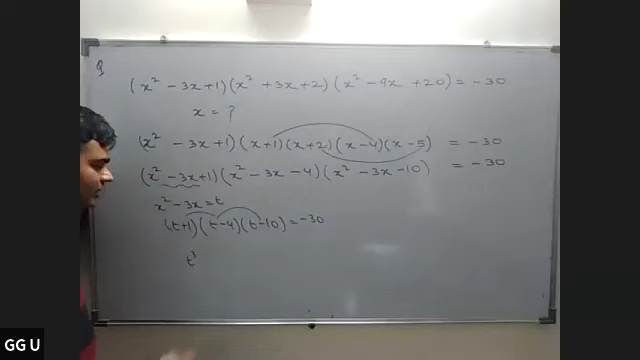 Q
(x² - 3x + 1)(x² + 3x + 2)(x² - 9x + 20) = -30
x = ?
(x² - 3x + 1)(x + 1)(x + 2)(x - 4)(x - 5) = -30
(x² - 3x + 1)(x² - 3x - 4)(x² - 3x - 10) = -30
x² - 3x = t
(t + 1)(t - 4)(t - 10) = -30
t³
GG U